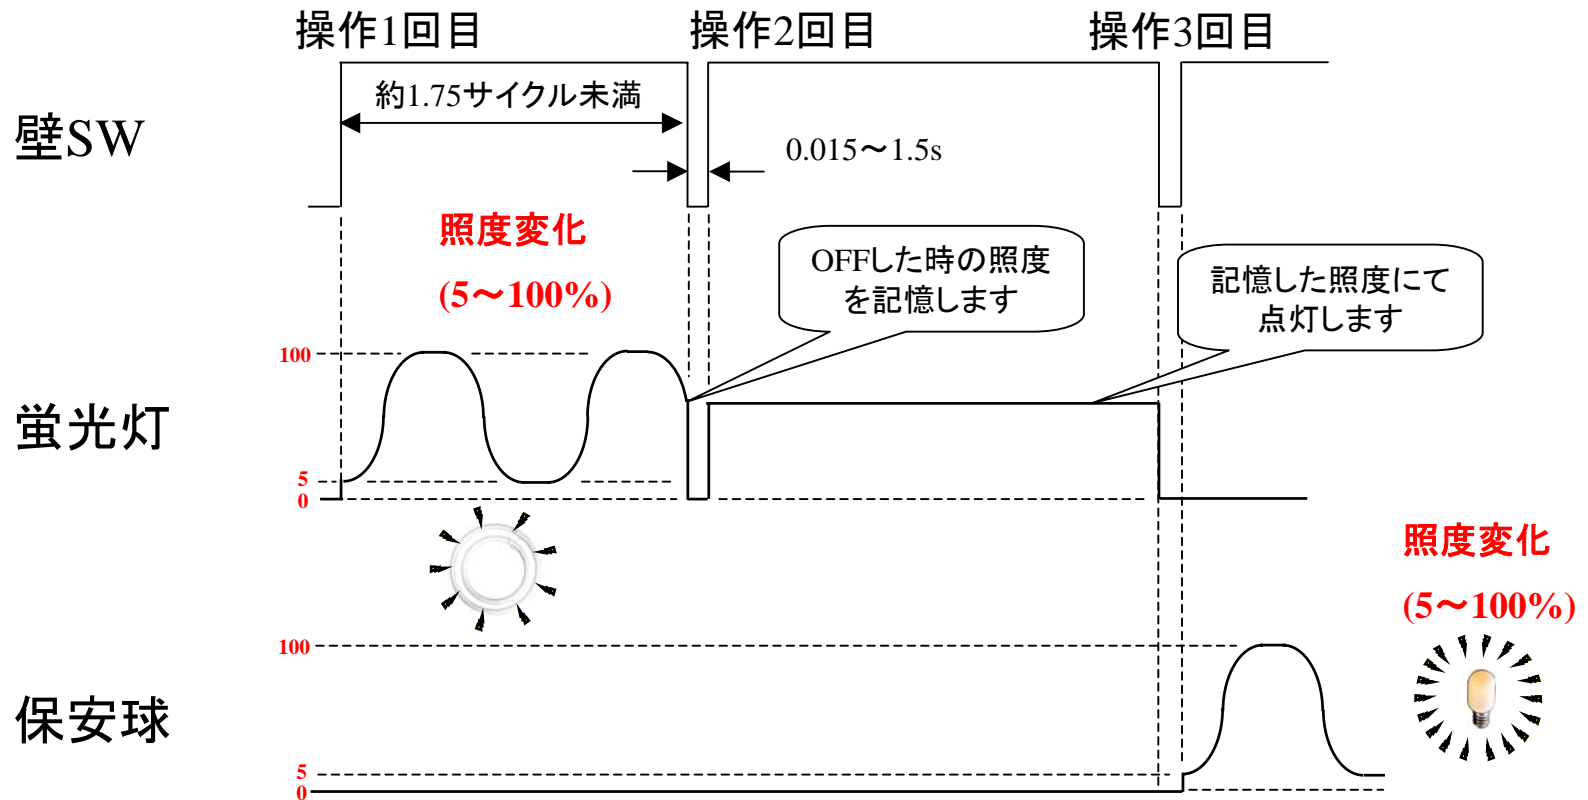 操作1回目
操作2回目
操作3回目
壁SW
約1.75サイクル未満
0.015～1.5s
照度変化
(5～100%)
OFFした時の照度
を記憶します
記憶した照度にて
点灯します
蛍光灯
100
5
0
照度変化
(5～100%)
保安球
100
5
0